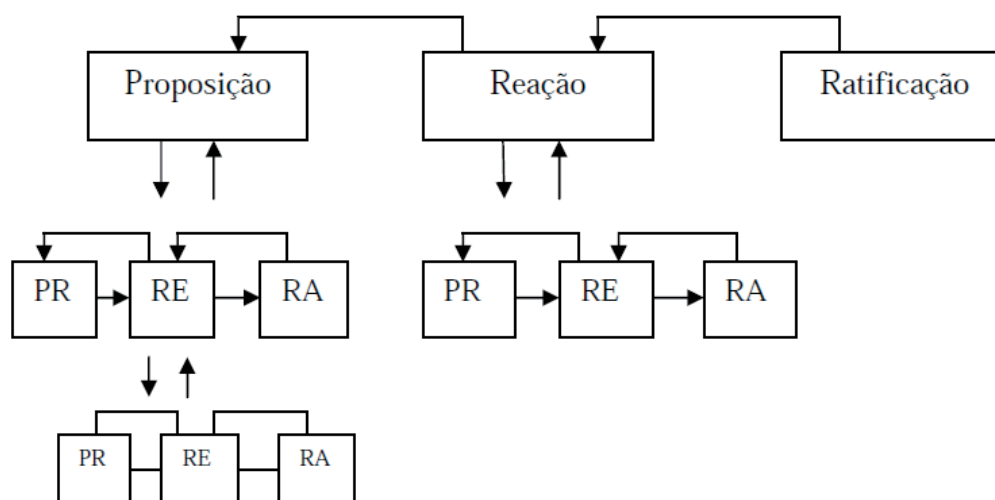 Proposição
Reação
Ratificação
PR
RE
RA
PR
RE
RA
PR
RE
RA